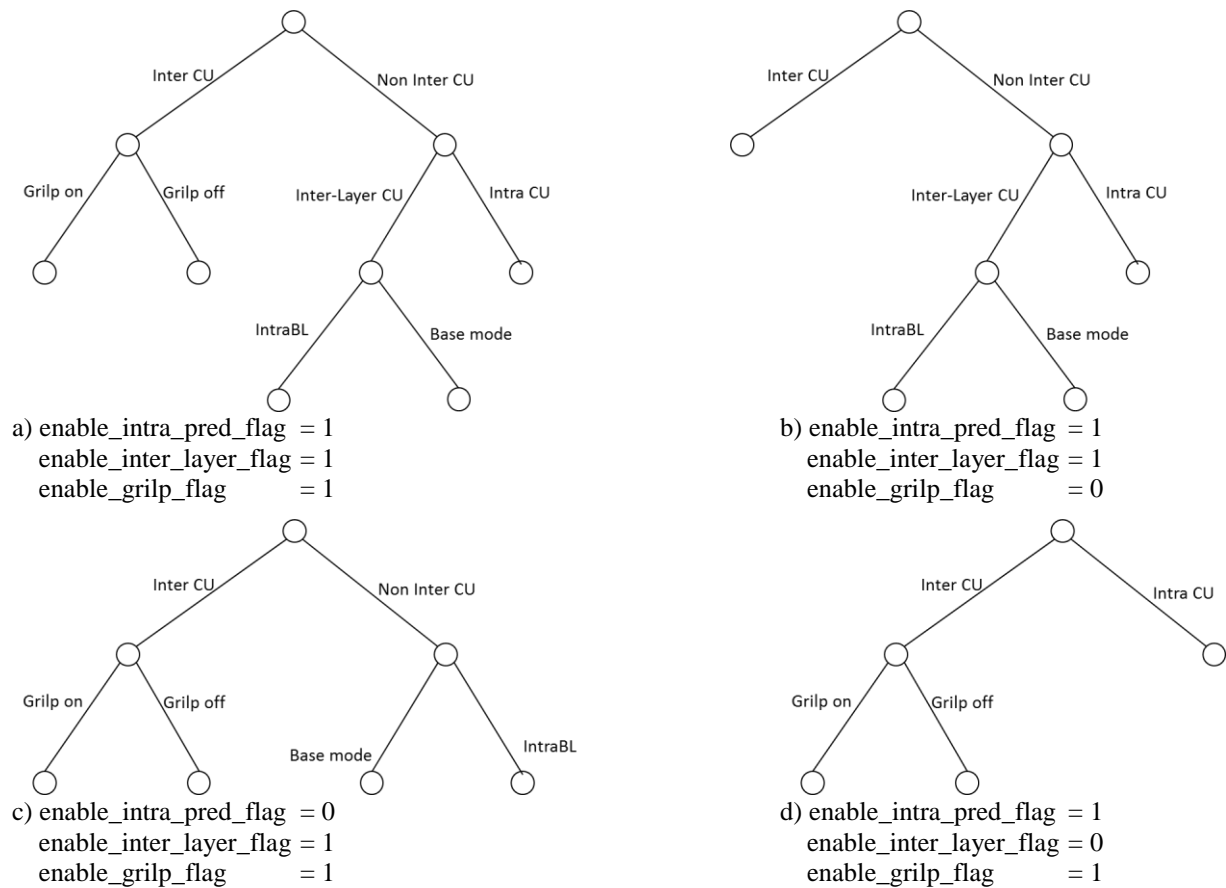 Inter CU
Non Inter CU
Grilp on
Grilp off
Inter-Layer CU
Intra CU
IntraBL
Base mode
a) enable_intra_pred_flag = 1
enable_inter_layer_flag = 1
enable_grilp_flag = 1
Inter CU
Non Inter CU
Inter-Layer CU
Intra CU
IntraBL
Base mode
b) enable_intra_pred_flag = 1
enable_inter_layer_flag = 1
enable_grilp_flag = 0
Inter CU
Non Inter CU
Grilp on
Grilp off
Base mode
IntraBL
c) enable_intra_pred_flag = 0
enable_inter_layer_flag = 1
enable_grilp_flag = 1
Inter CU
Intra CU
Grilp on
Grilp off
d) enable_intra_pred_flag = 1
enable_inter_layer_flag = 0
enable_grilp_flag = 1